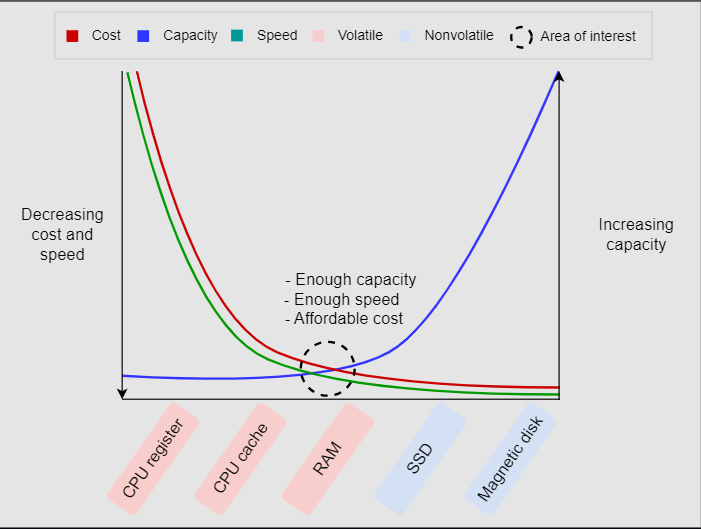 Cost Capacity Speed Volatile Nonvolatile Area of interest
Decreasing
cost and
speed
Increasing
capacity
- Enough capacity
- Enough speed
- Affordable cost
CPU register
CPU cache
RAM
SSD
Magnetic disk